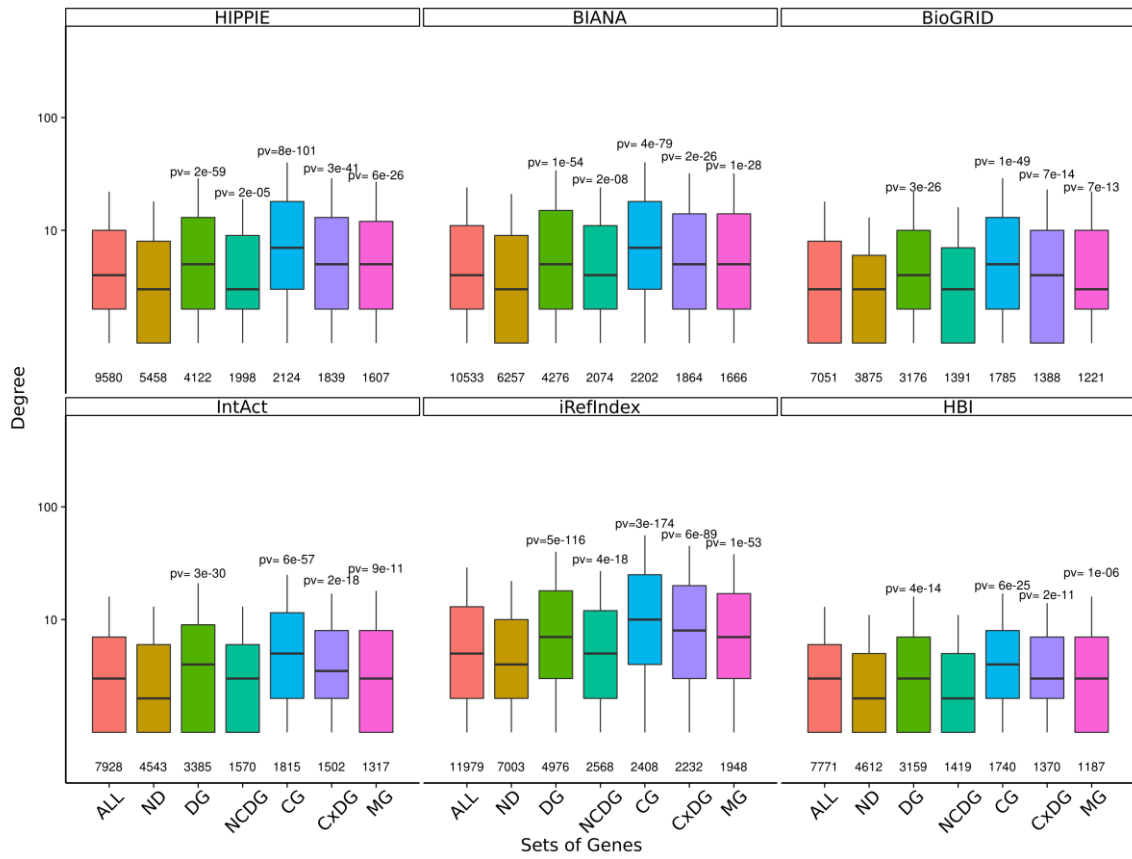 HIPPIE BIANA BioGRID
100
pv=8e-101 pv= 4e-79 pv= 1e-49
pv= 2e-59 pv= 3e-41 pv= 6e-26 pv= 1e-54 pv= 2e-26 pv= 1e-28 pv= 3e-26 pv= 7e-14 pv= 7e-13
pv= 2e-05 pv= 2e-08
10
9580 5458 4122 1998 2124 1839 1607 10533 6257 4276 2074 2202 1864 1666 7051 3875 3176 1391 1785 1388 1221
Degree
IntAct iRefIndex HBI
100
pv=5e-116 pv=3e-174 pv= 6e-89 pv= 1e-53
pv= 3e-30 pv= 6e-57 pv= 2e-18 pv= 9e-11 pv= 4e-18 pv= 4e-14 pv= 6e-25 pv= 2e-11 pv= 1e-06
10
7928 4543 3385 1570 1815 1502 1317 11979 7003 4976 2568 2408 2232 1948 7771 4612 3159 1419 1740 1370 1187
ALL ND DG NCDG CG CxDG MG ALL ND DG NCDG CG CxDG MG ALL ND DG NCDG CG CxDG MG
Sets of Genes